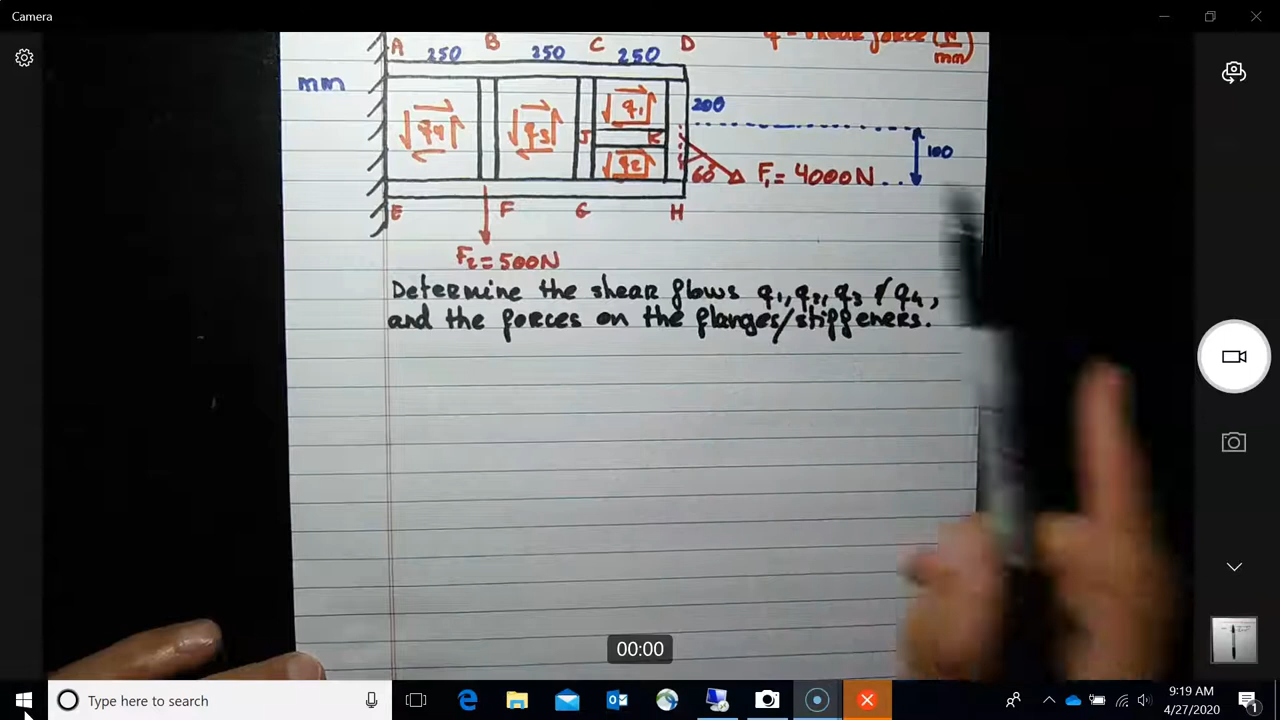 Camera
A B C D
250 250 250
mm
q = shear force (N/mm)
200
q4 q3 q1
J K
q2
100
60 F1 = 4000N
E F G H
F2 = 500N
Determine the shear flows q1, q2, q3 & q4,
and the forces on the flanges/stiffeners.
00:00
Type here to search
9:19 AM
4/27/2020
1